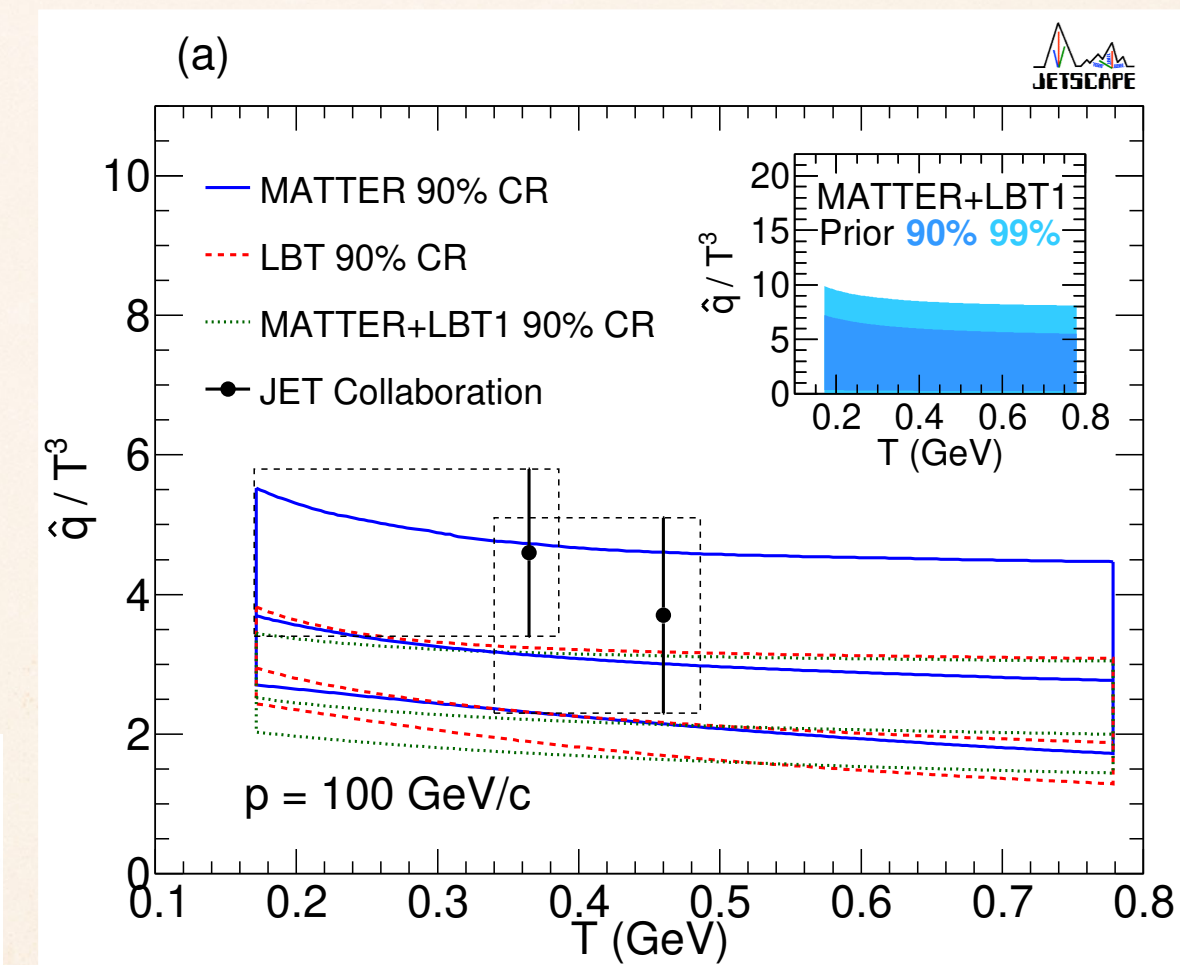 (a)
JETSCAPE
MATTER 90% CR
LBT 90% CR
MATTER+LBT1 90% CR
JET Collaboration
p = 100 GeV/c
q̂ / T³
10
8
6
4
2
0
0.1 0.2 0.3 0.4 0.5 0.6 0.7 0.8
T (GeV)
MATTER+LBT1
Prior 90% 99%
q̂ / T³
20
15
10
5
0
0.2 0.4 0.6 0.8
T (GeV)